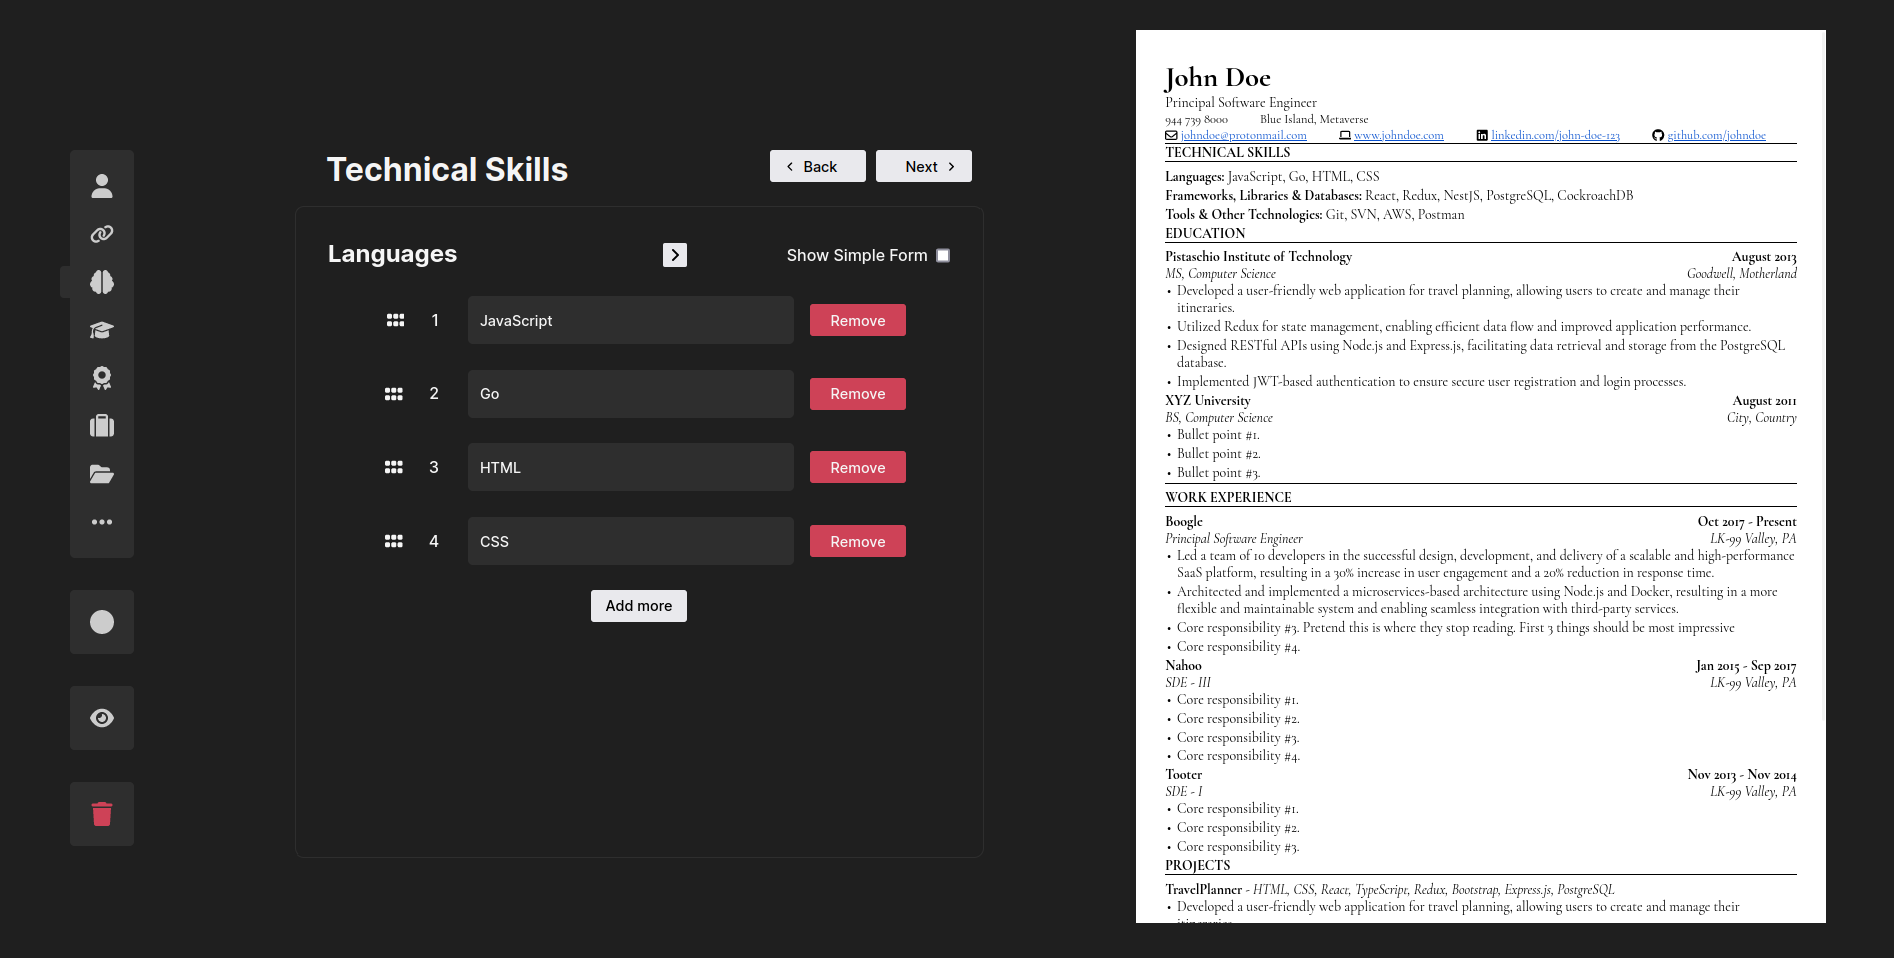 Technical Skills
Back
Next
Languages
Show Simple Form
1 JavaScript Remove
2 Go Remove
3 HTML Remove
4 CSS Remove
Add more
John Doe
Principal Software Engineer
944 739 8000 Blue Island, Metaverse
johndoe@protonmail.com www.johndoe.com linkedin.com/john-doe-123 github.com/johndoe
TECHNICAL SKILLS
Languages: JavaScript, Go, HTML, CSS
Frameworks, Libraries & Databases: React, Redux, NestJS, PostgreSQL, CockroachDB
Tools & Other Technologies: Git, SVN, AWS, Postman
EDUCATION
Pistaschio Institute of Technology August 2013
MS, Computer Science Goodwell, Motherland
• Developed a user-friendly web application for travel planning, allowing users to create and manage their
itineraries.
• Utilized Redux for state management, enabling efficient data flow and improved application performance.
• Designed RESTful APIs using Node.js and Express.js, facilitating data retrieval and storage from the PostgreSQL
database.
• Implemented JWT-based authentication to ensure secure user registration and login processes.
XYZ University August 2011
BS, Computer Science City, Country
• Bullet point #1.
• Bullet point #2.
• Bullet point #3.
WORK EXPERIENCE
Boogle Oct 2017 - Present
Principal Software Engineer LK-99 Valley, PA
• Led a team of 10 developers in the successful design, development, and delivery of a scalable and high-performance
SaaS platform, resulting in a 30% increase in user engagement and a 20% reduction in response time.
• Architected and implemented a microservices-based architecture using Node.js and Docker, resulting in a more
flexible and maintainable system and enabling seamless integration with third-party services.
• Core responsibility #3. Pretend this is where they stop reading. First 3 things should be most impressive
• Core responsibility #4.
Nahoo Jan 2015 - Sep 2017
SDE - III LK-99 Valley, PA
• Core responsibility #1.
• Core responsibility #2.
• Core responsibility #3.
• Core responsibility #4.
Tooter Nov 2013 - Nov 2014
SDE - I LK-99 Valley, PA
• Core responsibility #1.
• Core responsibility #2.
• Core responsibility #3.
PROJECTS
TravelPlanner - HTML, CSS, React, TypeScript, Redux, Bootstrap, Express.js, PostgreSQL
• Developed a user-friendly web application for travel planning, allowing users to create and manage their